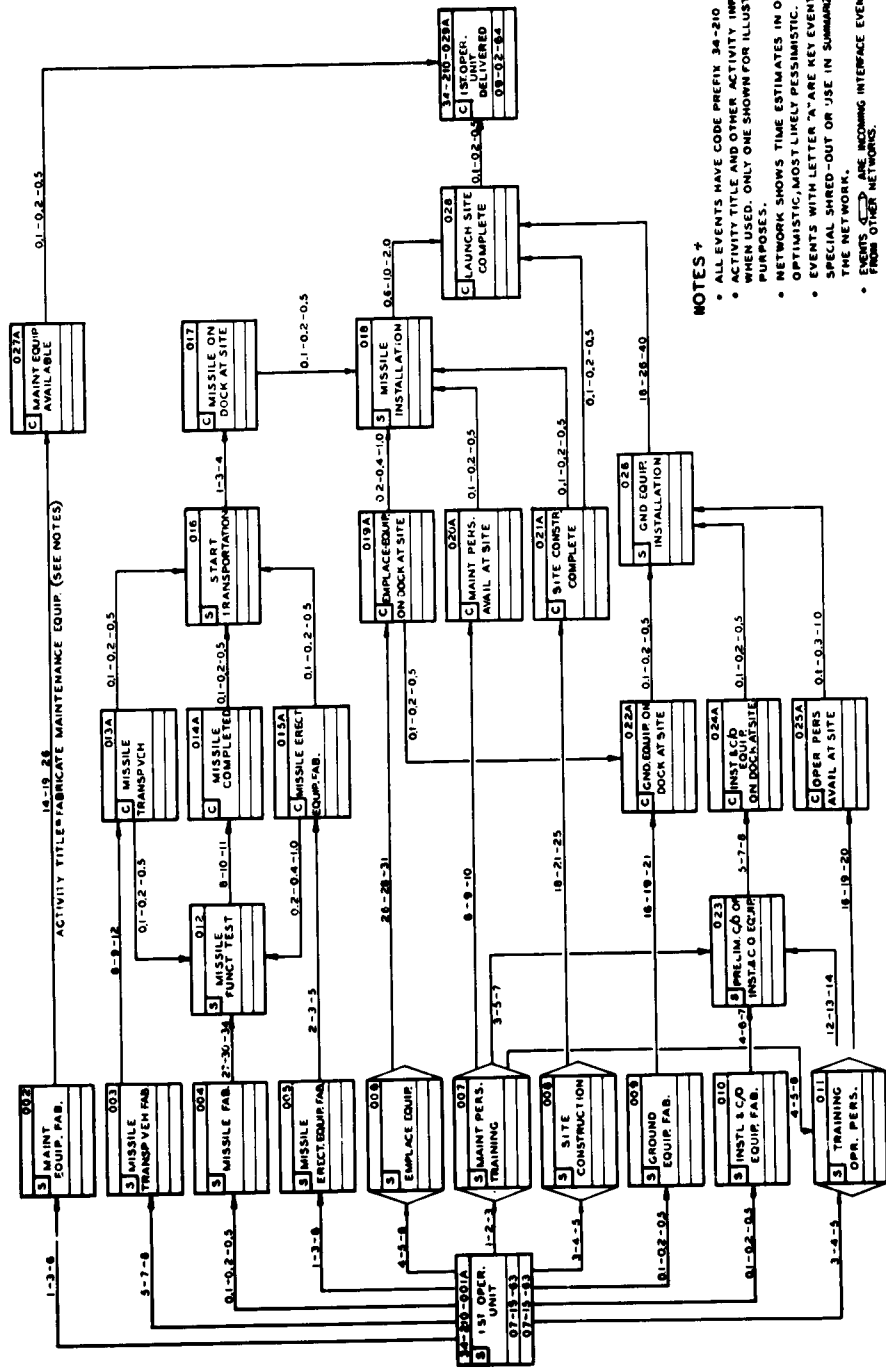 34-210-001A
S 1ST OPER.
UNIT
07-15-63
07-15-63
1-3-6
5-7-8
0.1-0.2-0.5
1-3-6
4-5-8
1-2-3
3-4-5
0.1-0.2-0.5
0.1-0.2-0.5
3-4-5
002
S MAINT
EQUIP. FAB.
003
S MISSILE
TRANSP VEH FAB
004
S MISSILE FAB.
005
S MISSILE
ERECT. EQUIP. FAB.
006
S EMPLACE EQUIP.
007
S MAINT PERS.
TRAINING
008
S SITE
CONSTRUCTION
009
S GROUND
EQUIP. FAB.
010
S INSTL & C/O
EQUIP. FAB.
011
S TRAINING
OPR. PERS.
14-19 26
ACTIVITY TITLE=FABRICATE MAINTENANCE EQUIP. (SEE NOTES)
8-9-12
0.1-0.2-0.5
27-30-34
2-3-5
26-28-31
8-9-10
3-5-7
18-21-25
16-19-21
4-6-7
4-5-8
12-13-14
16-19-20
012
S MISSILE
FUNCT TEST
8-10-11
0.2-0.4-1.0
023
S PRELIM. C/O OF
INST.& C O EQUIP.
5-7-8
013A
C MISSILE
TRANSP VEH
014A
C MISSILE
COMPLETED
015A
C MISSILE ERECT
EQUIP. FAB.
0.1-0.2-0.5
0.1-0.2-0.5
0.1-0.2-0.5
016
S START
TRANSPORTATION
1-3-4
017
C MISSILE ON
DOCK AT SITE
0.1-0.2-0.5
027A
C MAINT EQUIP
AVAILABLE
0.1-0.2-0.5
019A
C EMPLACE EQUIP.
ON DOCK AT SITE
0.2-0.4-1.0
0.1-0.2-0.5
020A
C MAINT PERS.
AVAIL AT SITE
0.1-0.2-0.5
021A
C SITE CONSTR
COMPLETE
0.1-0.2-0.5
0.1-0.2-0.5
022A
C GND. EQUIP. ON
DOCK AT SITE
0.1-0.2-0.5
024A
C INST & C/O
EQUIP.
ON DOCK AT SITE
0.1-0.2-0.5
025A
C OPER PERS
AVAIL AT SITE
0.1-0.3-1.0
018
S MISSILE
INSTALLATION
0.6-1.0-2.0
026
S GND EQUIP.
INSTALLATION
18-26-40
028
C LAUNCH SITE
COMPLETE
0.1-0.2-0.5
34-210-029A
C 1ST. OPER.
UNIT
DELIVERED
09-02-64
NOTES
• ALL EVENTS HAVE CODE PREFIX 34-210
• ACTIVITY TITLE AND OTHER ACTIVITY
WHEN USED. ONLY ONE SHOWN FOR
PURPOSES.
• NETWORK SHOWS TIME ESTIMATES IN
OPTIMISTIC, MOST LIKELY PESSIMISTIC.
• EVENTS WITH LETTER "A" ARE KEY
SPECIAL SHRED-OUT OR USE IN
THE NETWORK.
• EVENTS ARE INCOMING INTERFACE
FROM OTHER NETWORKS.